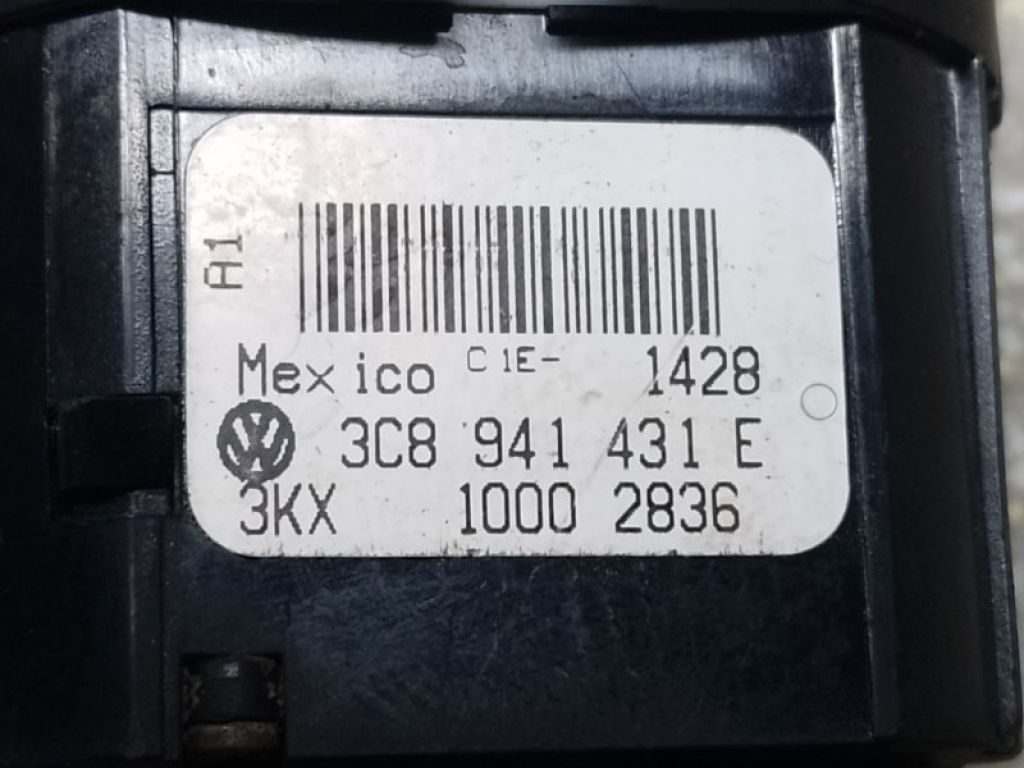 A1
Mexico C1E- 1428
3C8 941 431 E
3KX 1000 2836